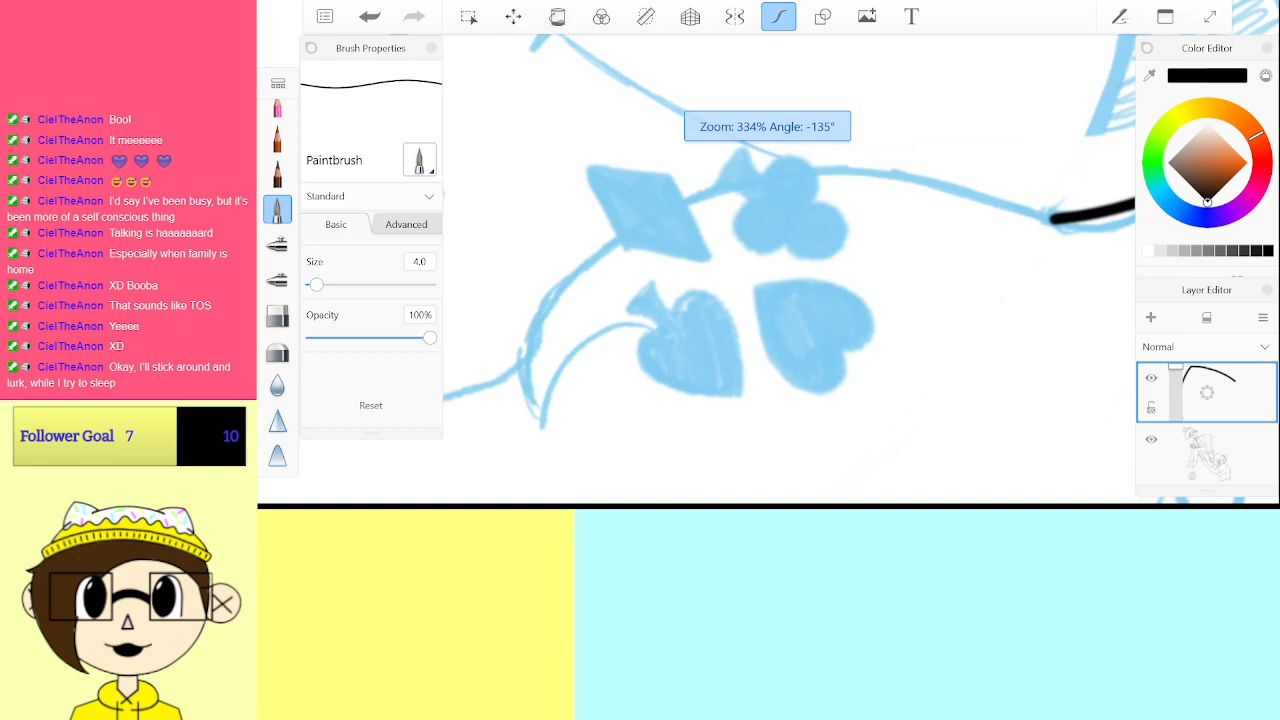 CielTheAnon Boo!
CielTheAnon It meeeeee
CielTheAnon
CielTheAnon
CielTheAnon I'd say I've been busy, but it's
been more of a self conscious thing
CielTheAnon Talking is haaaaaard
CielTheAnon Especially when family is
home
CielTheAnon XD Booba
CielTheAnon That sounds like TOS
CielTheAnon Yeeee
CielTheAnon XD
CielTheAnon Okay, I'll stick around and
lurk, while I try to sleep
Follower Goal 7 10
Brush Properties
Paintbrush
Standard
Basic Advanced
Size 4.0
Opacity 100%
Reset
T
Zoom: 334% Angle: -135°
Color Editor
Layer Editor
Normal